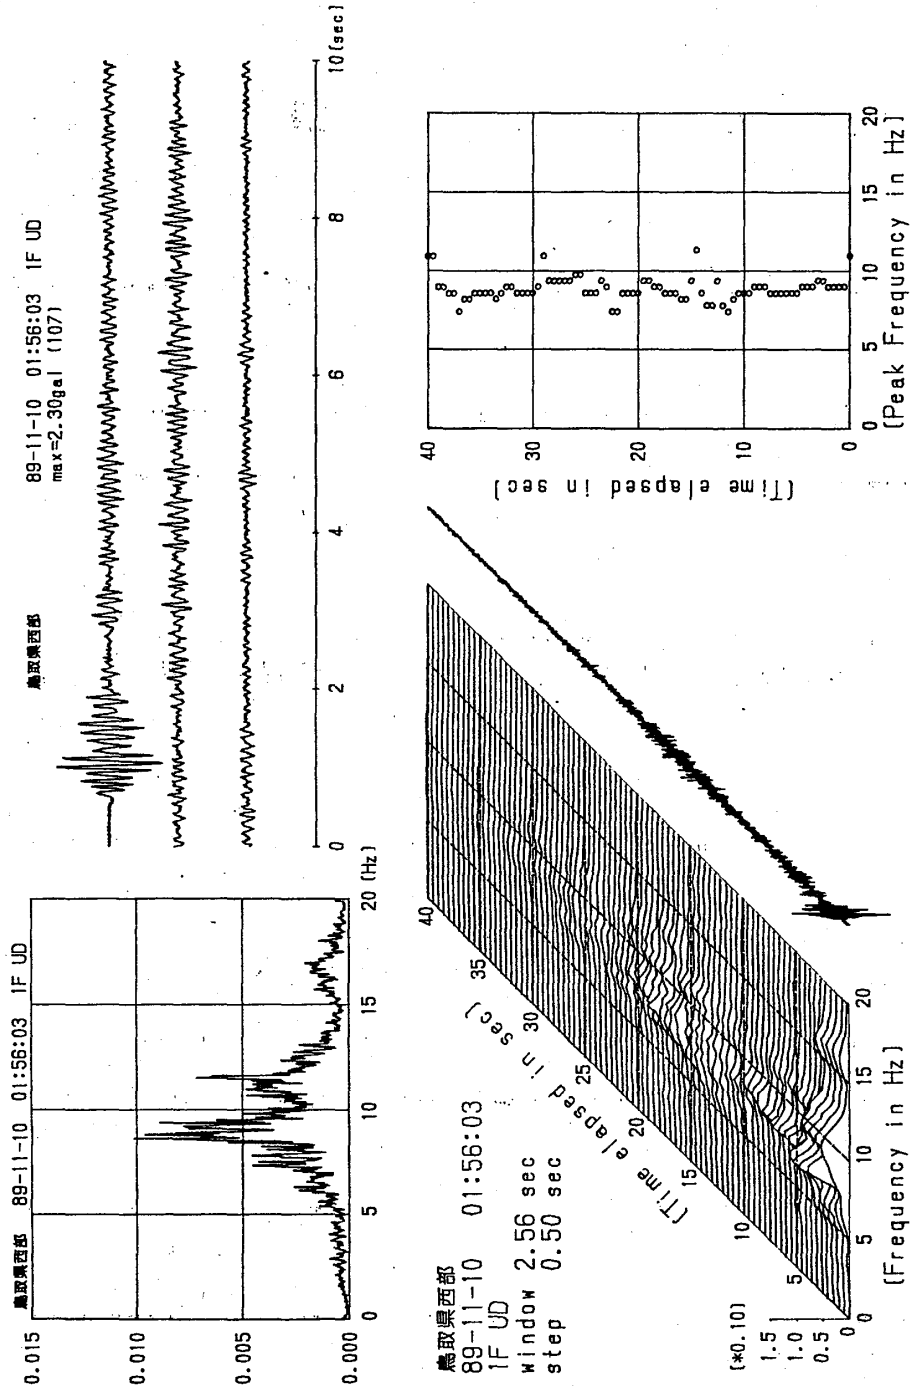 鳥取県西部 89-11-10 01:56:03 1F UD
0.015
0.010
0.005
0.000
0 5 10 15 20 (Hz)
鳥取県西部 89-11-10 01:56:03 1F UD
max=2.30gal (107)
0 2 4 6 8 10(sec)
鳥取県西部
89-11-10 01:56:03
1F UD
window 2.56 sec
step 0.50 sec
(*0.10)
1.5
1.0
0.5
0
5 10 15 20 25 30 35 40
(Time elapsed in sec)
0 5 10 15 20
(Frequency in Hz)
40
30
20
10
0
(Time elapsed in sec)
0 5 10 15 20
(Peak Frequency in Hz)